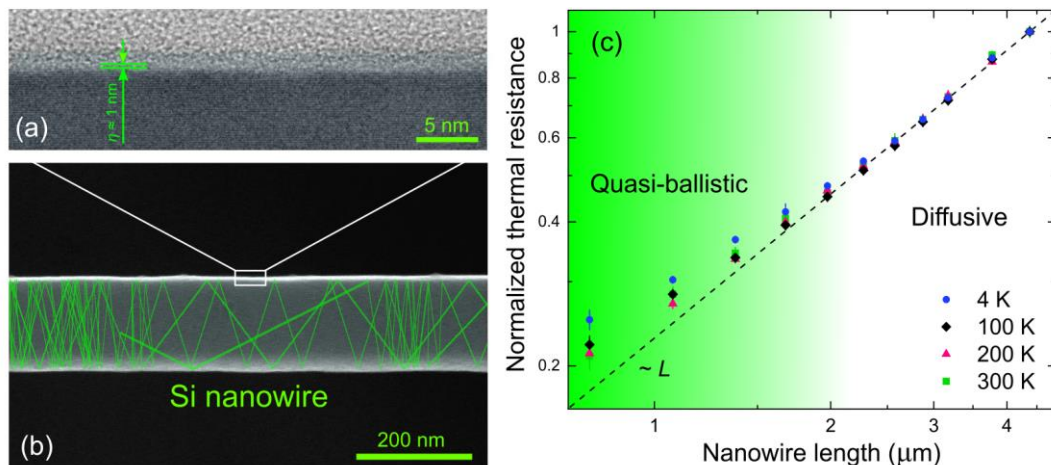 (a)
η ≈ 1 nm
5 nm
(b)
Si nanowire
200 nm
(c)
Normalized thermal resistance
1
0.8
0.6
0.4
0.2
Quasi-ballistic
Diffusive
~ L
4 K
100 K
200 K
300 K
1
2
3
4
Nanowire length (μm)